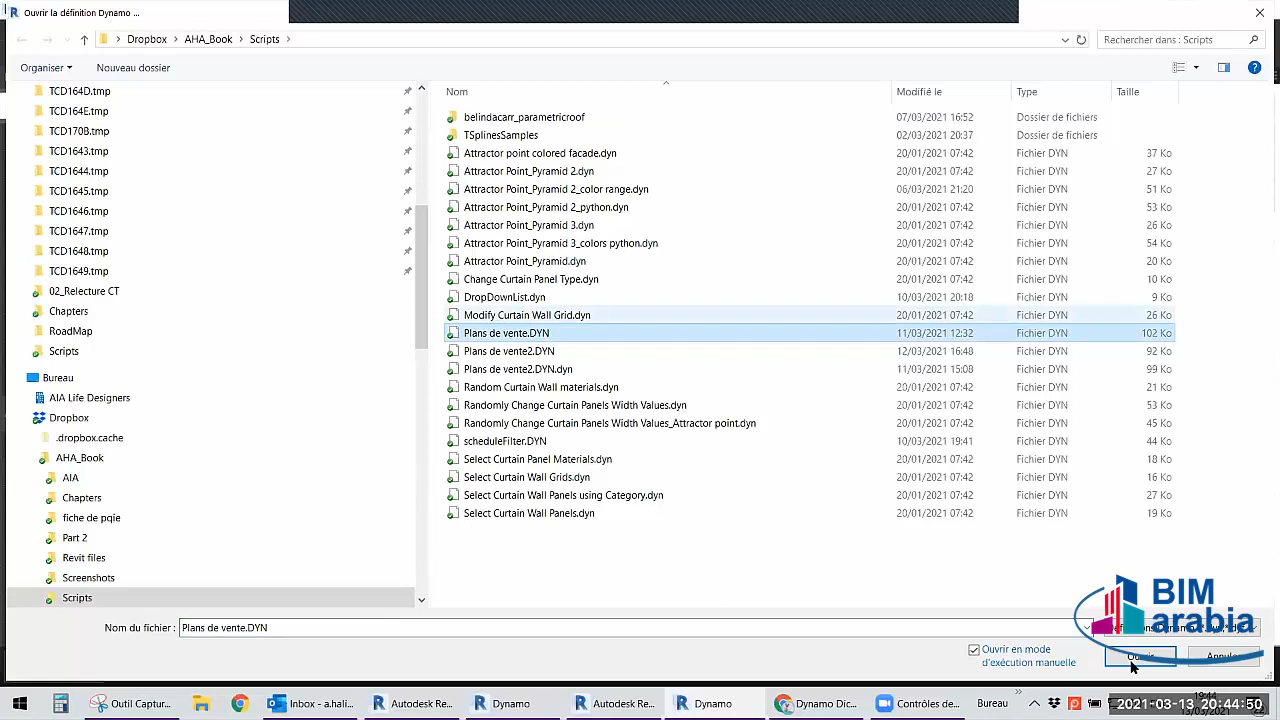 Ouvrir la définition Dynamo ...
Dropbox > AHA_Book > Scripts >
Rechercher dans : Scripts
Organiser
Nouveau dossier
TCD164D.tmp
TCD164E.tmp
TCD170B.tmp
TCD1643.tmp
TCD1644.tmp
TCD1645.tmp
TCD1646.tmp
TCD1647.tmp
TCD1648.tmp
TCD1649.tmp
02_Relecture CT
Chapters
RoadMap
Scripts
Bureau
AIA Life Designers
Dropbox
.dropbox.cache
AHA_Book
AIA
Chapters
fiche de pqie
Part 2
Revit files
Screenshots
Scripts
Nom Modifié le Type Taille
belindacarr_parametricroof 07/03/2021 16:52 Dossier de fichiers
TSplinesSamples 02/03/2021 20:37 Dossier de fichiers
Attractor point colored facade.dyn 20/01/2021 07:42 Fichier DYN 37 Ko
Attractor Point_Pyramid 2.dyn 20/01/2021 07:42 Fichier DYN 27 Ko
Attractor Point_Pyramid 2_color range.dyn 06/03/2021 21:20 Fichier DYN 51 Ko
Attractor Point_Pyramid 2_python.dyn 20/01/2021 07:42 Fichier DYN 53 Ko
Attractor Point_Pyramid 3.dyn 20/01/2021 07:42 Fichier DYN 26 Ko
Attractor Point_Pyramid 3_colors python.dyn 20/01/2021 07:42 Fichier DYN 54 Ko
Attractor Point_Pyramid.dyn 20/01/2021 07:42 Fichier DYN 20 Ko
Change Curtain Panel Type.dyn 20/01/2021 07:42 Fichier DYN 10 Ko
DropDownList.dyn 10/03/2021 20:18 Fichier DYN 9 Ko
Modify Curtain Wall Grid.dyn 20/01/2021 07:42 Fichier DYN 26 Ko
Plans de vente.DYN 11/03/2021 12:32 Fichier DYN 102 Ko
Plans de vente2.DYN 12/03/2021 16:48 Fichier DYN 92 Ko
Plans de vente2.DYN.dyn 11/03/2021 15:08 Fichier DYN 99 Ko
Random Curtain Wall materials.dyn 20/01/2021 07:42 Fichier DYN 21 Ko
Randomly Change Curtain Panels Width Values.dyn 20/01/2021 07:42 Fichier DYN 53 Ko
Randomly Change Curtain Panels Width Values_Attractor point.dyn 20/01/2021 07:42 Fichier DYN 45 Ko
scheduleFilter.DYN 10/03/2021 19:41 Fichier DYN 44 Ko
Select Curtain Panel Materials.dyn 20/01/2021 07:42 Fichier DYN 18 Ko
Select Curtain Wall Grids.dyn 20/01/2021 07:42 Fichier DYN 16 Ko
Select Curtain Wall Panels using Category.dyn 20/01/2021 07:42 Fichier DYN 27 Ko
Select Curtain Wall Panels.dyn 20/01/2021 07:42 Fichier DYN 19 Ko
Nom du fichier : Plans de vente.DYN
Ouvrir en mode
d'exécution manuelle
BIM
arabia
Outil Captur... Inbox - a.hali... Autodesk Re... Dynamo Autodesk Re... Dynamo Dynamo Dic... Contrôles de... Bureau
19:44
2021-03-13 20:44:50